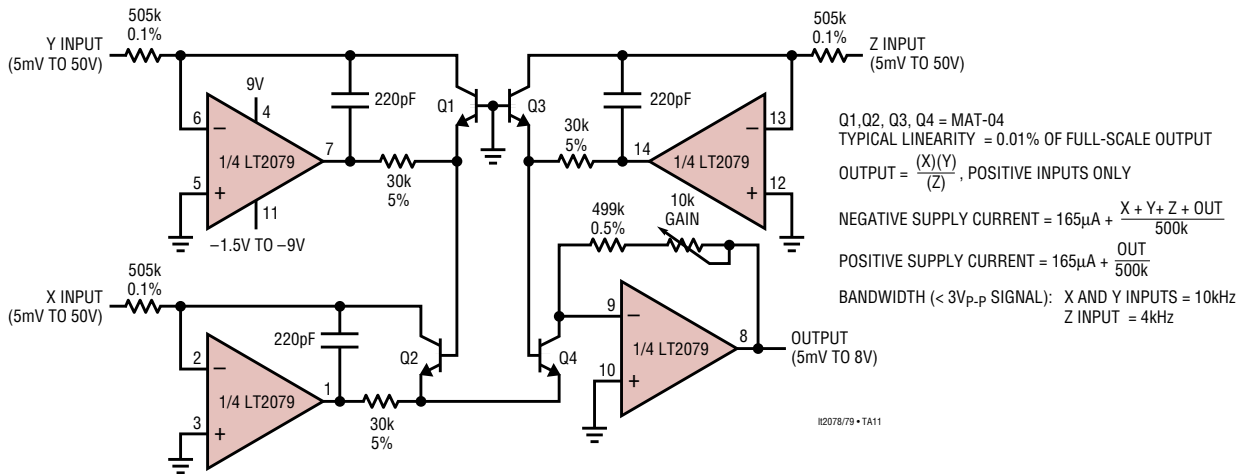 505k
0.1%
Y INPUT
(5mV TO 50V)
9V
4
6
−
1/4 LT2079
7
5
+
11
−1.5V TO −9V
220pF
30k
5%
Q1
Q3
505k
0.1%
Z INPUT
(5mV TO 50V)
220pF
30k
5%
14
13
−
1/4 LT2079
12
+
505k
0.1%
X INPUT
(5mV TO 50V)
2
−
1/4 LT2079
1
3
+
220pF
30k
5%
Q2
Q4
499k
0.5%
10k
GAIN
9
−
1/4 LT2079
8
10
+
OUTPUT
(5mV TO 8V)
Q1,Q2, Q3, Q4 = MAT-04
TYPICAL LINEARITY = 0.01% OF FULL-SCALE OUTPUT
OUTPUT = (X)(Y) / (Z) , POSITIVE INPUTS ONLY
NEGATIVE SUPPLY CURRENT = 165µA + X + Y+ Z + OUT / 500k
POSITIVE SUPPLY CURRENT = 165µA + OUT / 500k
BANDWIDTH (< 3VP-P SIGNAL): X AND Y INPUTS = 10kHz
Z INPUT = 4kHz
lt2078/79 • TA11